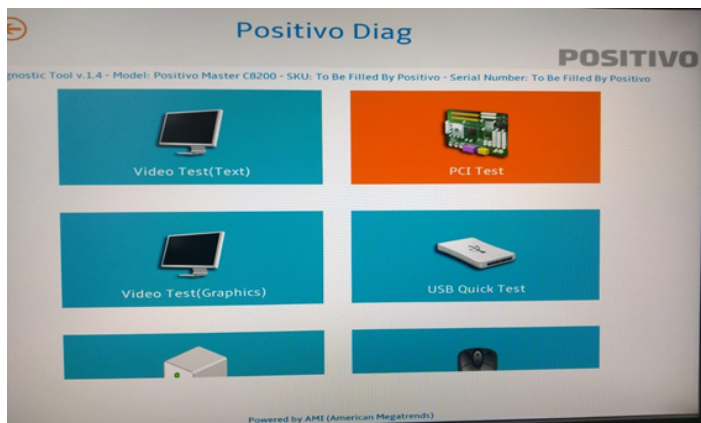 Positivo Diag
POSITIVO
gnostic Tool v.1.4 - Model: Positivo Master C8200 - SKU: To Be Filled By Positivo - Serial Number: To Be Filled By Positivo
Video Test(Text)
PCI Test
Video Test(Graphics)
USB Quick Test
Powered by AMI (American Megatrends)